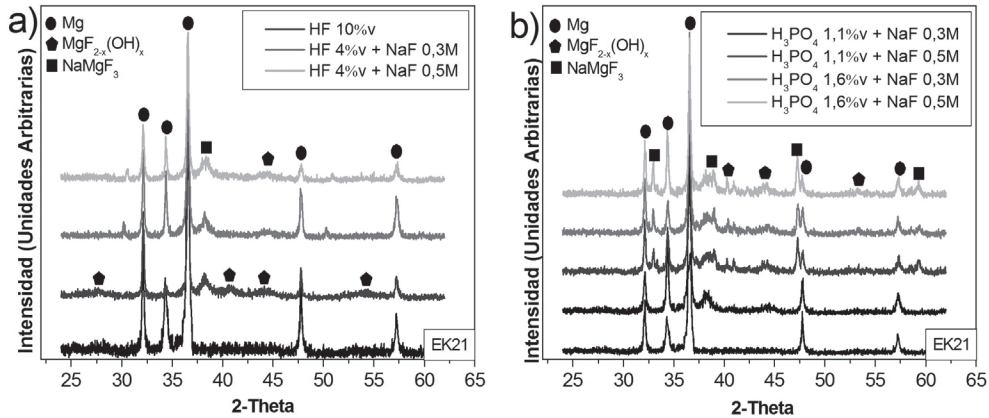 a)
Mg
MgF2-x(OH)x
NaMgF3
HF 10%v
HF 4%v + NaF 0,3M
HF 4%v + NaF 0,5M
Intensidad (Unidades Arbitrarias)
EK21
25 30 35 40 45 50 55 60 65
2-Theta
b)
Mg
MgF2-x(OH)x
NaMgF3
H3PO4 1,1%v + NaF 0,3M
H3PO4 1,1%v + NaF 0,5M
H3PO4 1,6%v + NaF 0,3M
H3PO4 1,6%v + NaF 0,5M
Intensidad (Unidades Arbitrarias)
EK21
25 30 35 40 45 50 55 60 65
2-Theta